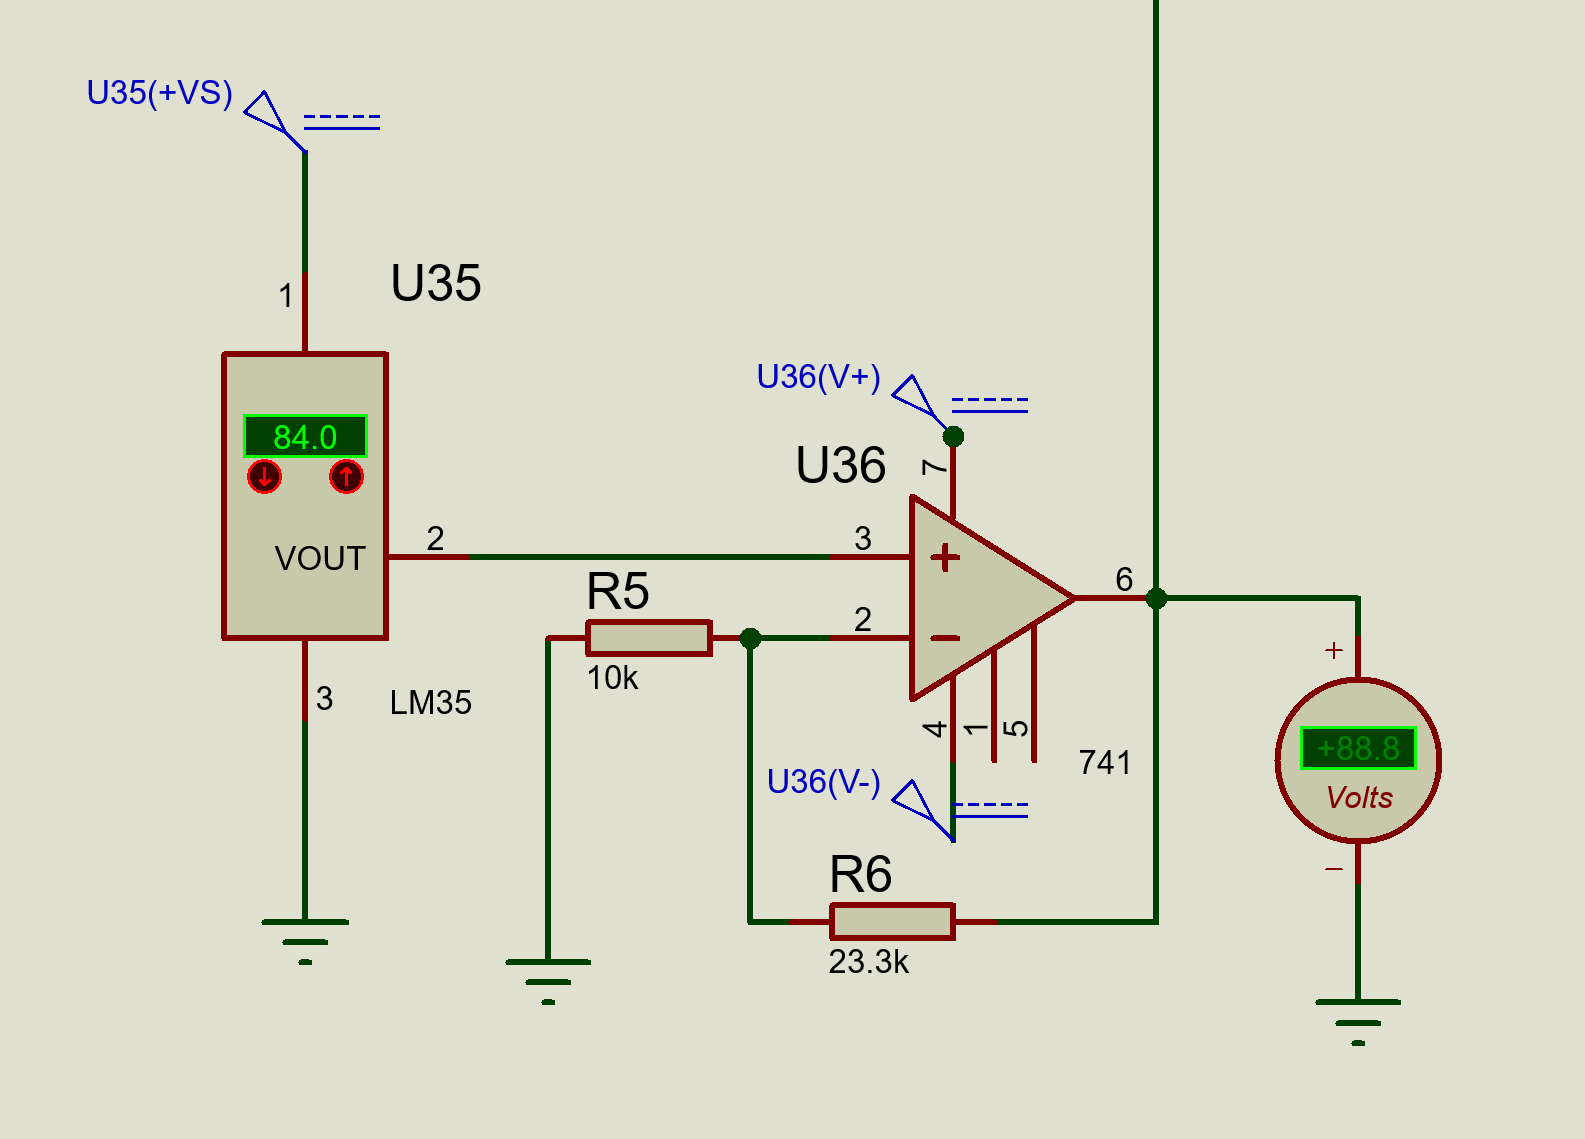 U35(+VS)
1
U35
84.0
VOUT
2
3
LM35
U36(V+)
U36
7
3
2
6
R5
10k
4
1
5
741
U36(V-)
R6
23.3k
+
+88.8
Volts
−